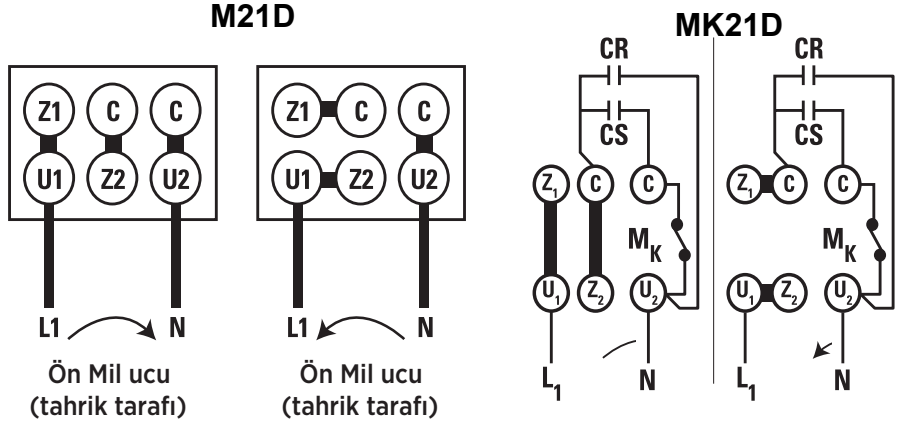 M21D
Z1 C C
U1 Z2 U2
L1 N
Ön Mil ucu
(tahrik tarafı)
Z1 C C
U1 Z2 U2
L1 N
Ön Mil ucu
(tahrik tarafı)
MK21D
CR
CS
Z1 C C
MK
U1 Z2 U2
L1 N
CR
CS
Z1 C C
MK
U1 Z2 U2
L1 N